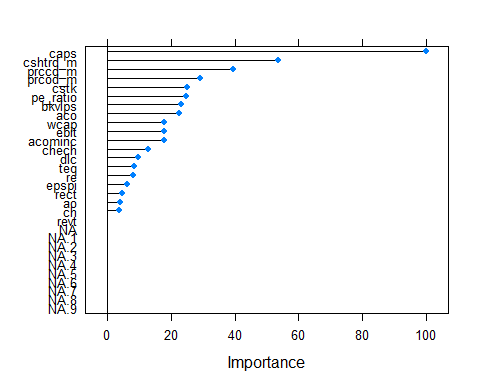 caps
cshtrd_m
prccd_m
prcod_m
cstk
pe_ratio
bkvlps
aco
wcap
ebit
acominc
chech
dlc
teq
re
epspi
rect
ap
ch
revt
NA
NA.1
NA.2
NA.3
NA.4
NA.5
NA.6
NA.7
NA.8
NA.9
0 20 40 60 80 100
Importance